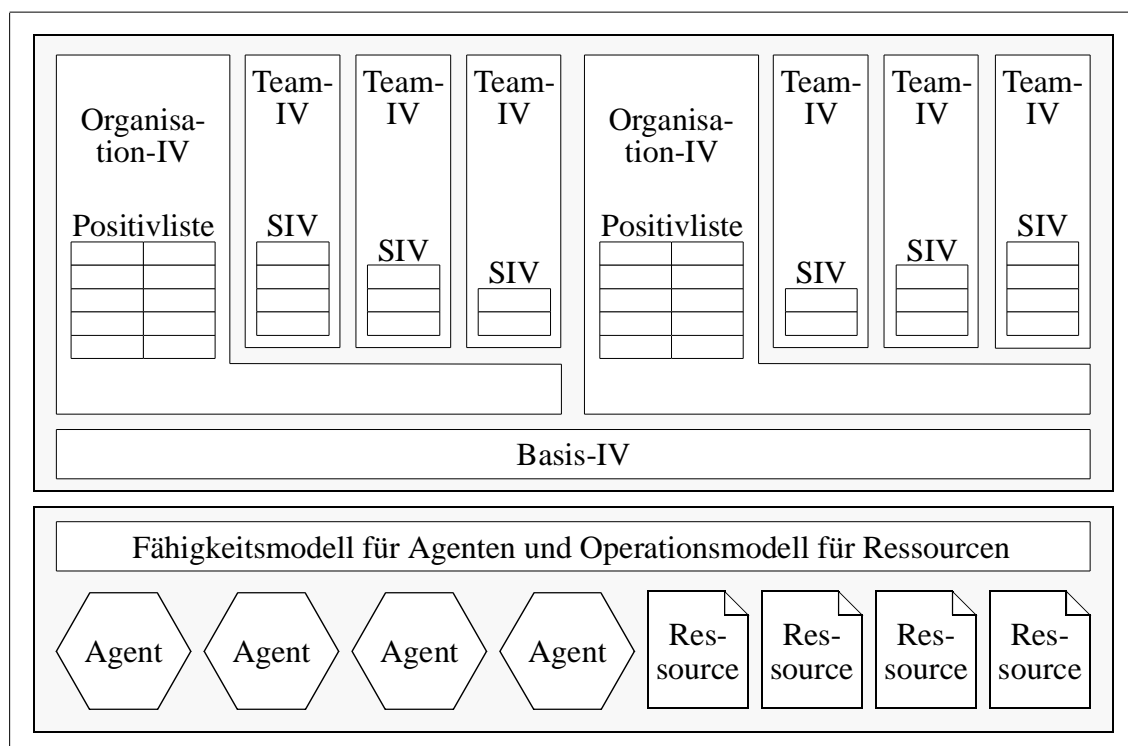 Organisa-
tion-IV
Positivliste
Team-
IV
SIV
Team-
IV
SIV
Team-
IV
SIV
Organisa-
tion-IV
Positivliste
Team-
IV
SIV
Team-
IV
SIV
Team-
IV
SIV
Basis-IV
Fähigkeitsmodell für Agenten und Operationsmodell für Ressourcen
Agent
Agent
Agent
Agent
Res-
source
Res-
source
Res-
source
Res-
source